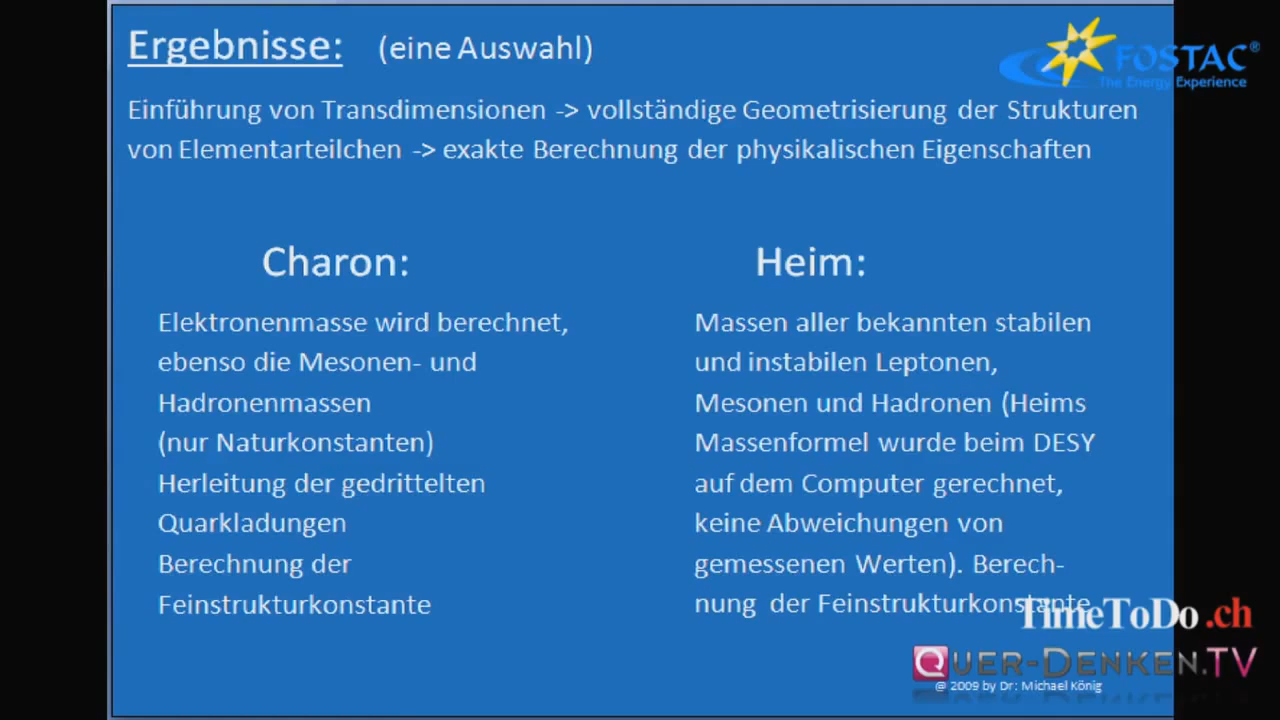 Ergebnisse: (eine Auswahl)
FOSTAC®
The Energy Experience
Einführung von Transdimensionen -> vollständige Geometrisierung der Strukturen
von Elementarteilchen -> exakte Berechnung der physikalischen Eigenschaften
Charon:
Elektronenmasse wird berechnet,
ebenso die Mesonen- und
Hadronenmassen
(nur Naturkonstanten)
Herleitung der gedrittelten
Quarkladungen
Berechnung der
Feinstrukturkonstante
Heim:
Massen aller bekannten stabilen
und instabilen Leptonen,
Mesonen und Hadronen (Heims
Massenformel wurde beim DESY
auf dem Computer gerechnet,
keine Abweichungen von
gemessenen Werten). Berech-
nung der Feinstrukturkonstante
TimeToDo.ch
QUER-DENKEN.TV
@ 2009 by Dr: Michael König